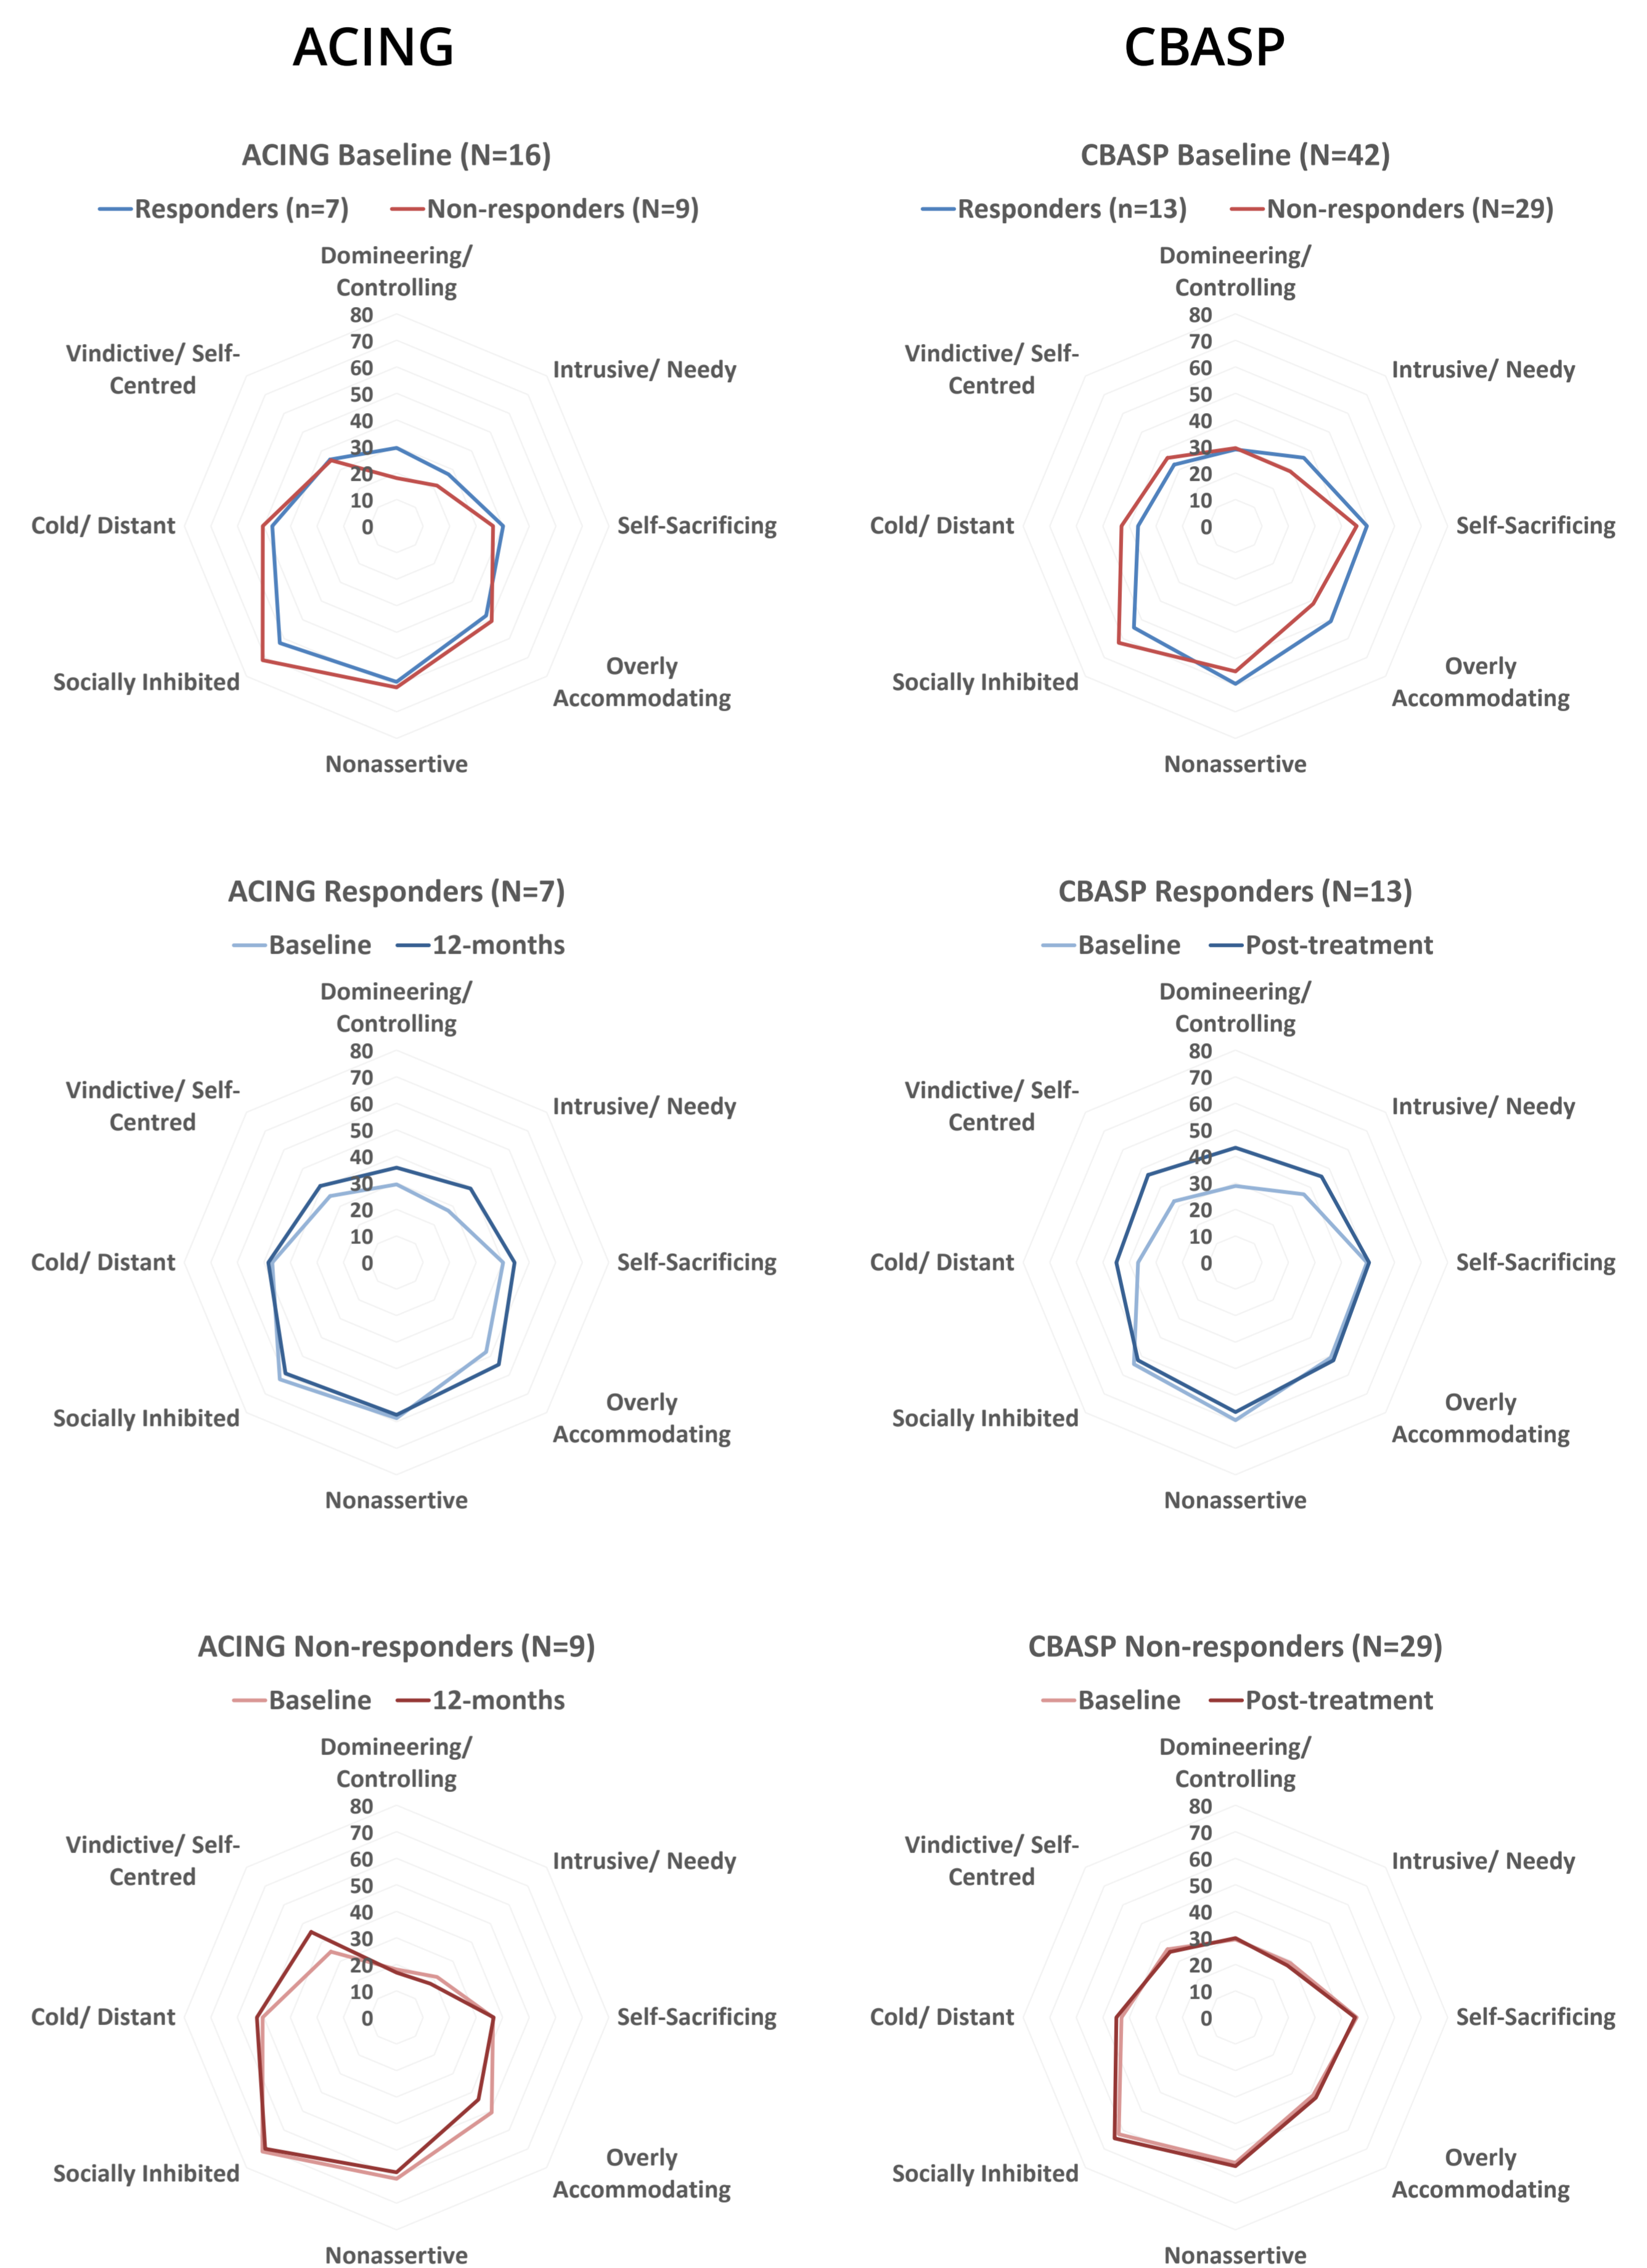 ACING
CBASP
ACING Baseline (N=16)
Responders (n=7) Non-responders (N=9)
Domineering/
Controlling
80
70
60
50
40
30
20
10
0
Vindictive/ Self-
Centred
Intrusive/ Needy
Cold/ Distant
Self-Sacrificing
Socially Inhibited
Overly
Accommodating
Nonassertive
CBASP Baseline (N=42)
Responders (n=13) Non-responders (N=29)
Domineering/
Controlling
80
70
60
50
40
30
20
10
0
Vindictive/ Self-
Centred
Intrusive/ Needy
Cold/ Distant
Self-Sacrificing
Socially Inhibited
Overly
Accommodating
Nonassertive
ACING Responders (N=7)
Baseline 12-months
Domineering/
Controlling
80
70
60
50
40
30
20
10
0
Vindictive/ Self-
Centred
Intrusive/ Needy
Cold/ Distant
Self-Sacrificing
Socially Inhibited
Overly
Accommodating
Nonassertive
CBASP Responders (N=13)
Baseline Post-treatment
Domineering/
Controlling
80
70
60
50
40
30
20
10
0
Vindictive/ Self-
Centred
Intrusive/ Needy
Cold/ Distant
Self-Sacrificing
Socially Inhibited
Overly
Accommodating
Nonassertive
ACING Non-responders (N=9)
Baseline 12-months
Domineering/
Controlling
80
70
60
50
40
30
20
10
0
Vindictive/ Self-
Centred
Intrusive/ Needy
Cold/ Distant
Self-Sacrificing
Socially Inhibited
Overly
Accommodating
Nonassertive
CBASP Non-responders (N=29)
Baseline Post-treatment
Domineering/
Controlling
80
70
60
50
40
30
20
10
0
Vindictive/ Self-
Centred
Intrusive/ Needy
Cold/ Distant
Self-Sacrificing
Socially Inhibited
Overly
Accommodating
Nonassertive